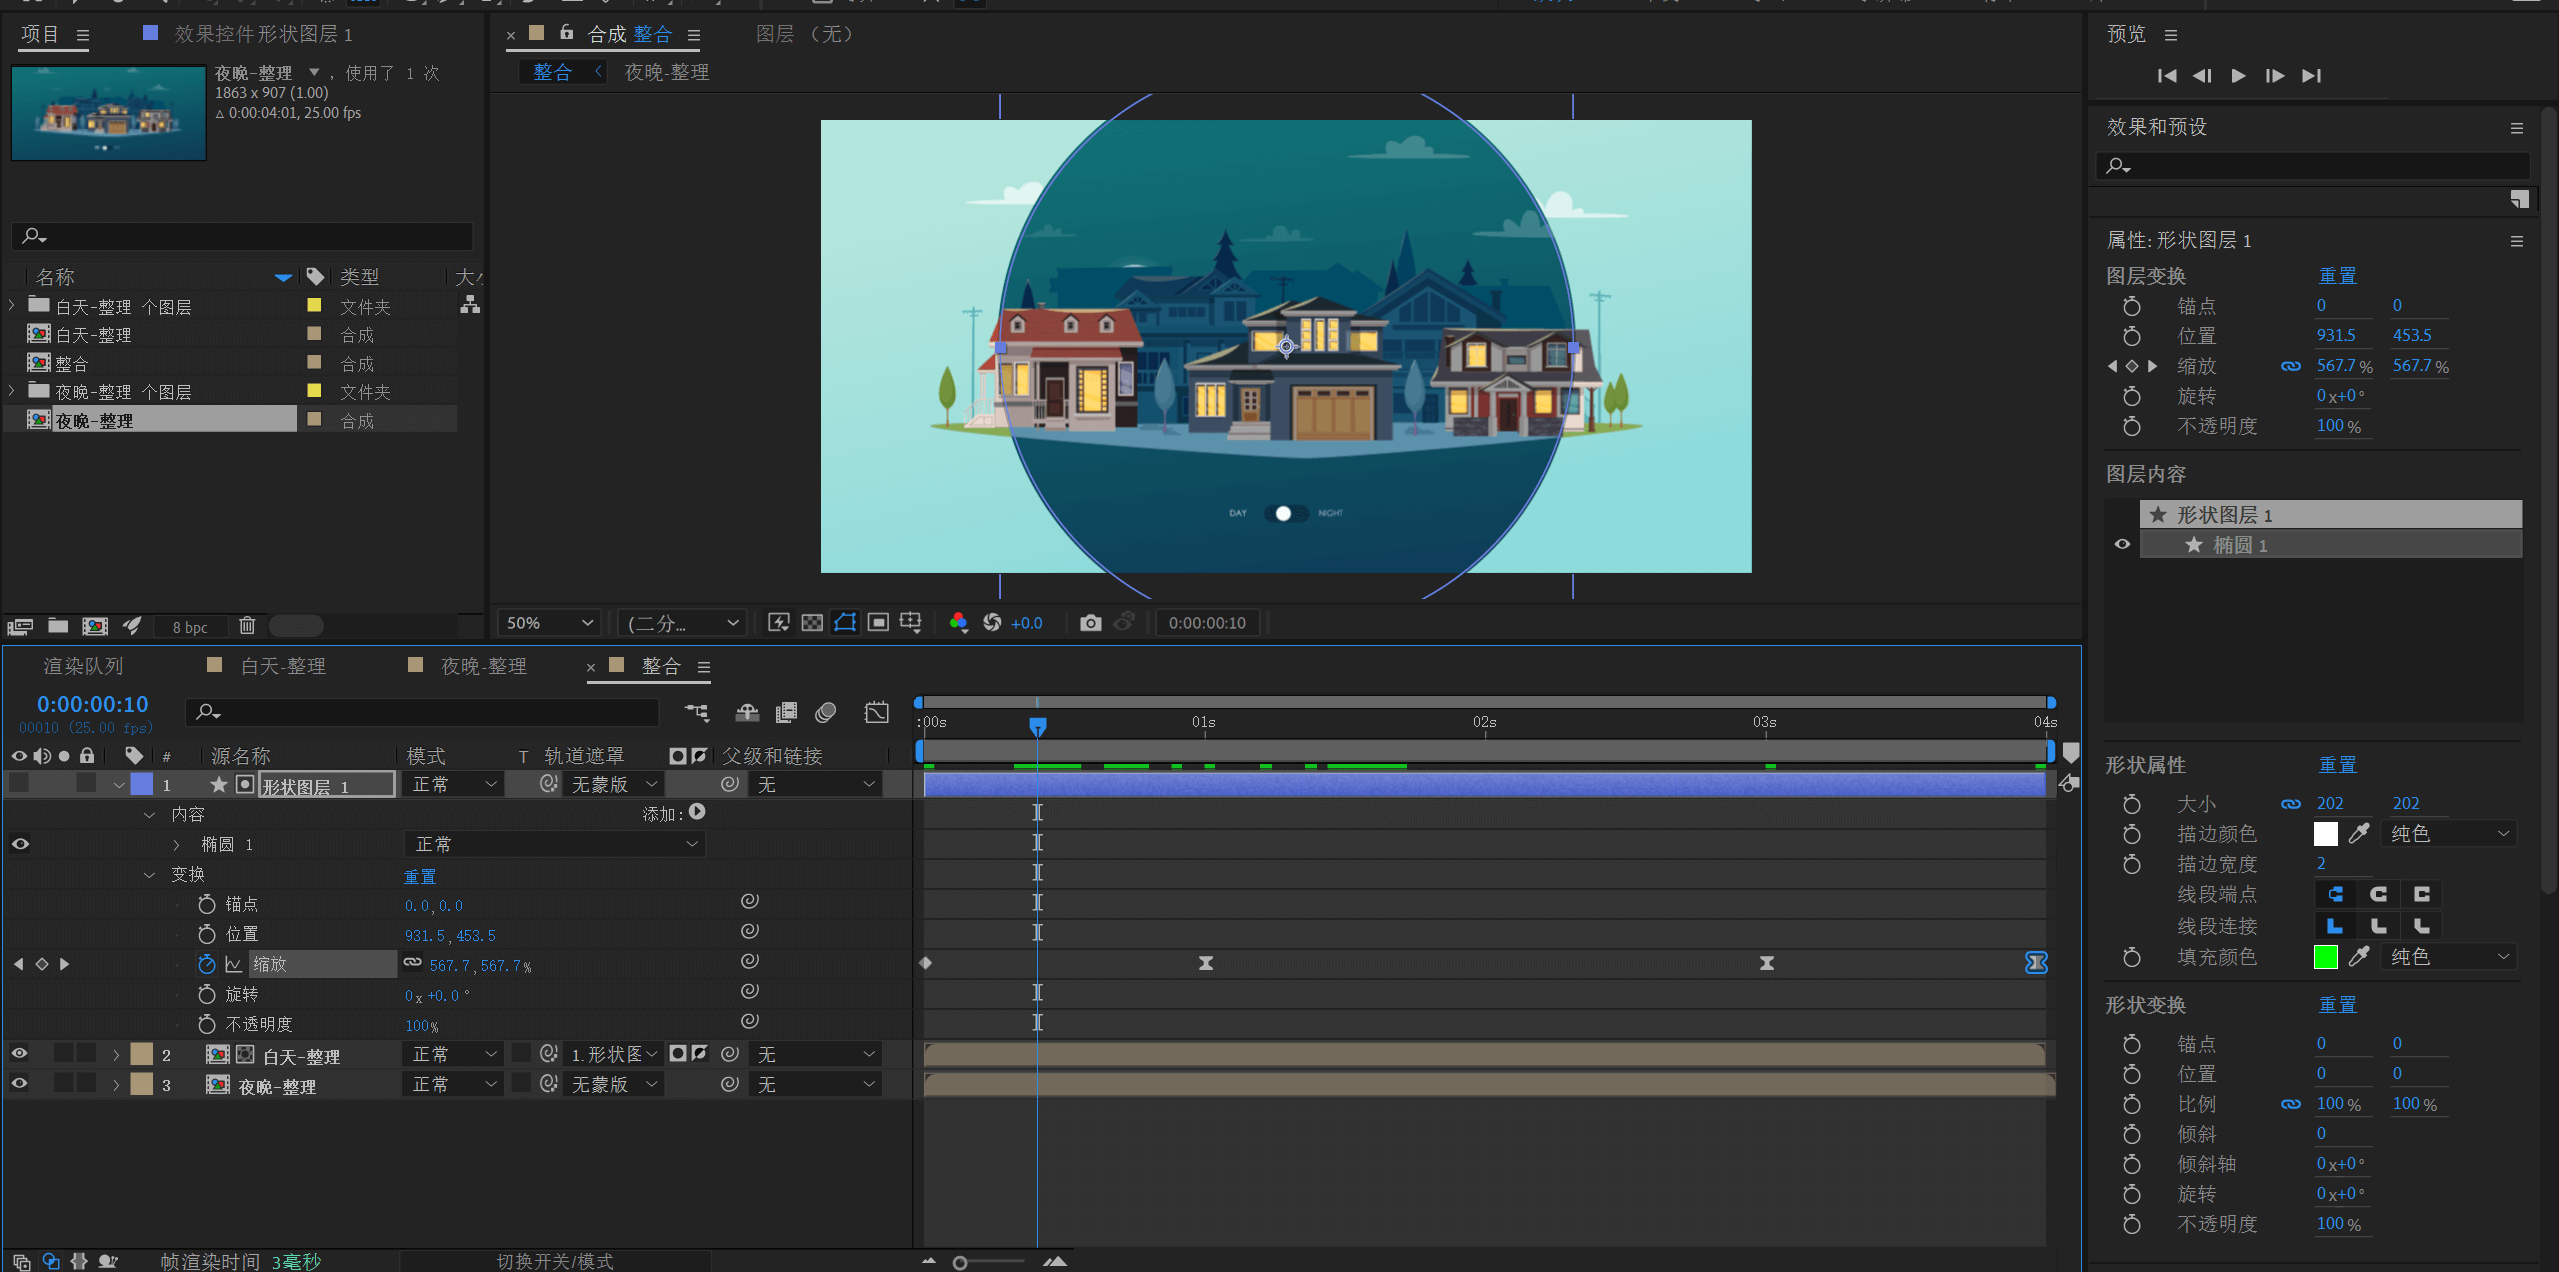 项目
效果控件 形状图层 1
夜晚-整理 ▼ , 使用了 1 次
1863 x 907 (1.00)
△ 0:00:04:01, 25.00 fps
名称
类型
大小
白天-整理 个图层
文件夹
白天-整理
合成
整合
合成
夜晚-整理 个图层
文件夹
夜晚-整理
合成
8 bpc
合成 整合
图层 （无）
整合
夜晚-整理
DAY
NIGHT
50%
(二分...
+0.0
0:00:00:10
预览
效果和预设
属性: 形状图层 1
图层变换
重置
锚点
0
0
位置
931.5
453.5
缩放
567.7 %
567.7 %
旋转
0 x+0 °
不透明度
100 %
图层内容
形状图层 1
椭圆 1
形状属性
重置
大小
202
202
描边颜色
纯色
描边宽度
2
线段端点
线段连接
填充颜色
纯色
形状变换
重置
锚点
0
0
位置
0
0
比例
100 %
100 %
倾斜
0
倾斜轴
0 x+0 °
旋转
0 x+0 °
不透明度
100 %
渲染队列
白天-整理
夜晚-整理
整合
0:00:00:10
00010 (25.00 fps)
:00s
01s
02s
03s
04s
#
源名称
模式
T
轨道遮罩
父级和链接
1
形状图层 1
正常
无蒙版
无
内容
添加:
椭圆 1
正常
变换
重置
锚点
0.0,0.0
位置
931.5,453.5
缩放
567.7,567.7%
旋转
0x+0.0°
不透明度
100%
2
白天-整理
正常
1.形状图
无
3
夜晚-整理
正常
无蒙版
无
帧渲染时间 3毫秒
切换开关/模式